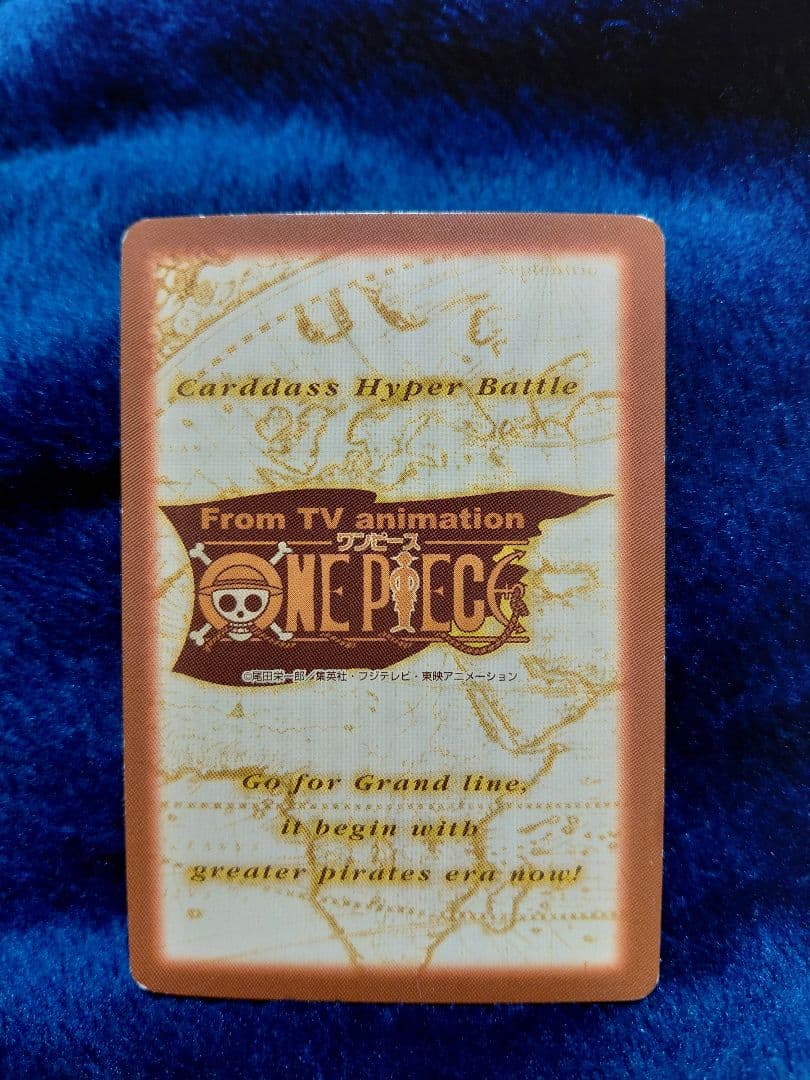 Carddass Hyper Battle
From TV animation
ワンピース
ONE PIECE
©尾田栄一郎／集英社・フジテレビ・東映アニメーション
Go for Grand line,
it begin with
greater pirates era now!